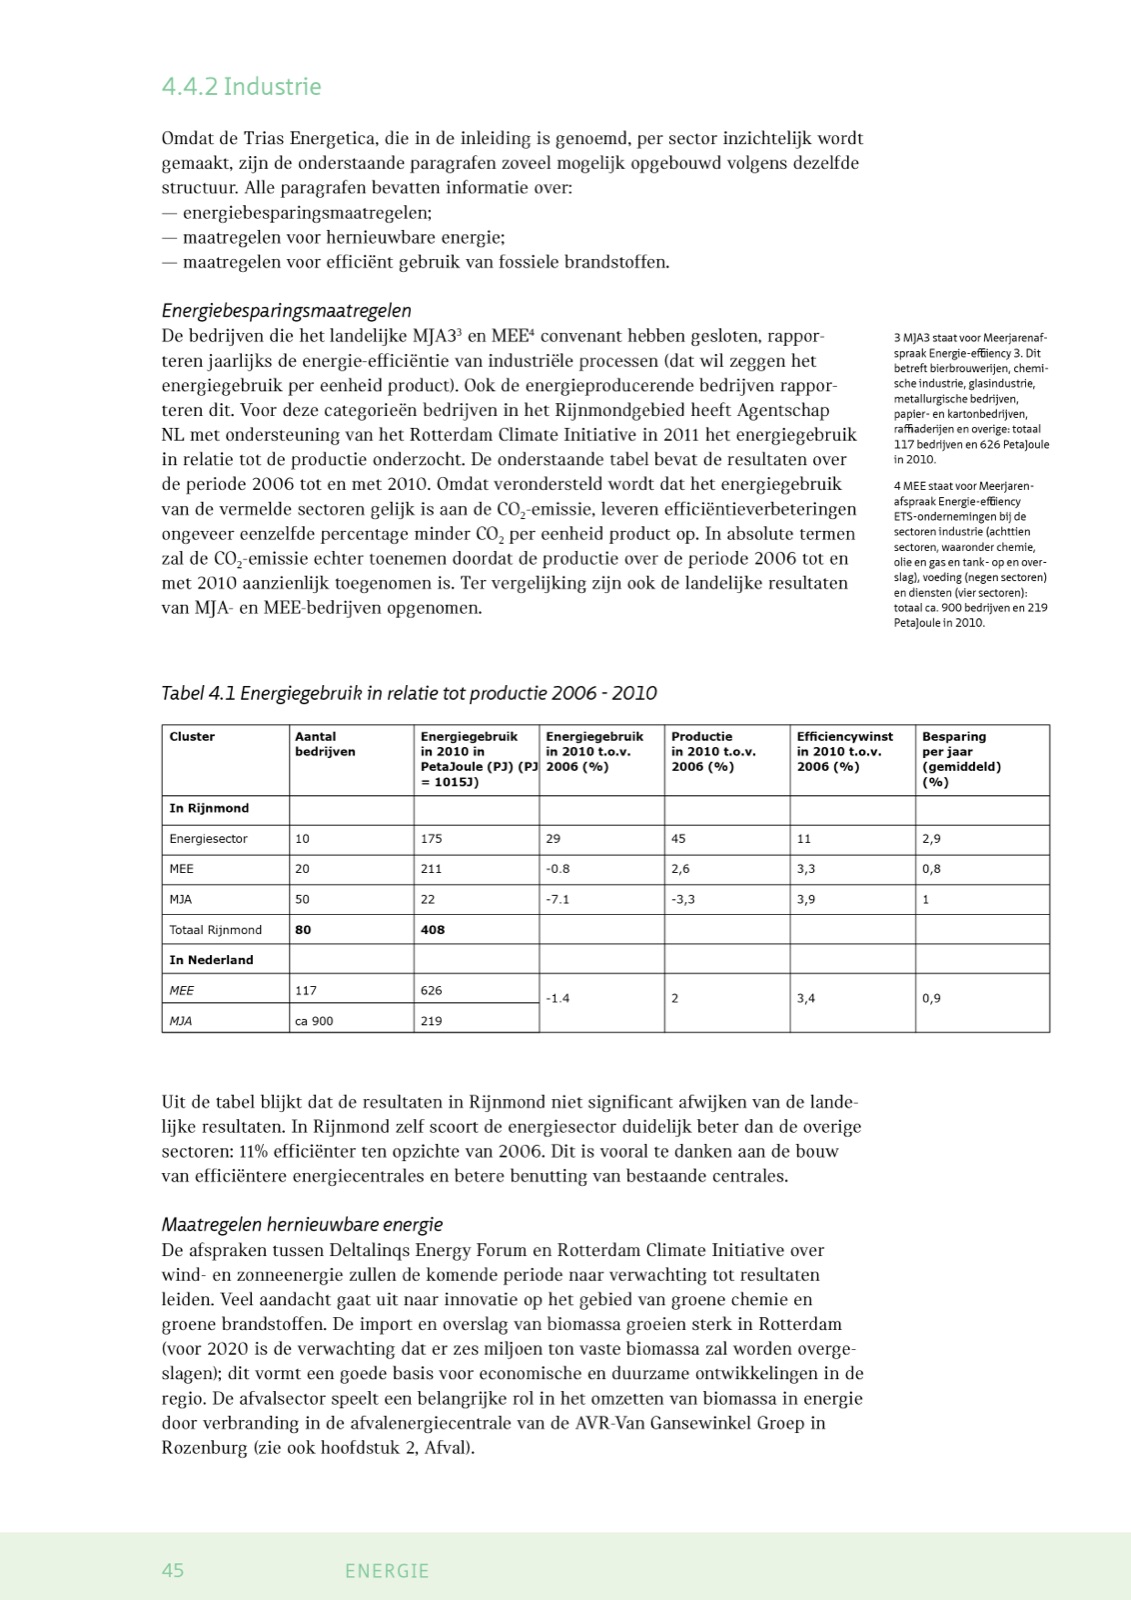 4.4.2 Industrie
Omdat de Trias Energetica, die in de inleiding is genoemd, per sector inzichtelijk wordt
gemaakt, zijn de onderstaande paragrafen zoveel mogelijk opgebouwd volgens dezelfde
structuur. Alle paragrafen bevatten informatie over:
— energiebesparingsmaatregelen;
— maatregelen voor hernieuwbare energie;
— maatregelen voor efficiënt gebruik van fossiele brandstoffen.
Energiebesparingsmaatregelen
De bedrijven die het landelijke MJA3³ en MEE⁴ convenant hebben gesloten, rappor-
teren jaarlijks de energie-efficiëntie van industriële processen (dat wil zeggen het
energiegebruik per eenheid product). Ook de energieproducerende bedrijven rappor-
teren dit. Voor deze categorieën bedrijven in het Rijnmondgebied heeft Agentschap
NL met ondersteuning van het Rotterdam Climate Initiative in 2011 het energiegebruik
in relatie tot de productie onderzocht. De onderstaande tabel bevat de resultaten over
de periode 2006 tot en met 2010. Omdat verondersteld wordt dat het energiegebruik
van de vermelde sectoren gelijk is aan de CO₂-emissie, leveren efficiëntieverbeteringen
ongeveer eenzelfde percentage minder CO₂ per eenheid product op. In absolute termen
zal de CO₂-emissie echter toenemen doordat de productie over de periode 2006 tot en
met 2010 aanzienlijk toegenomen is. Ter vergelijking zijn ook de landelijke resultaten
van MJA- en MEE-bedrijven opgenomen.
3 MJA3 staat voor Meerjarenaf-
spraak Energie-effiency 3. Dit
betreft bierbrouwerijen, chemi-
sche industrie, glasindustrie,
metallurgische bedrijven,
papier- en kartonbedrijven,
raffiaderijen en overige: totaal
117 bedrijven en 626 PetaJoule
in 2010.
4 MEE staat voor Meerjaren-
afspraak Energie-effiency
ETS-ondernemingen bij de
sectoren industrie (achttien
sectoren, waaronder chemie,
olie en gas en tank- op en over-
slag), voeding (negen sectoren)
en diensten (vier sectoren):
totaal ca. 900 bedrijven en 219
PetaJoule in 2010.
Tabel 4.1 Energiegebruik in relatie tot productie 2006 - 2010
Cluster Aantal Energiegebruik Energiegebruik Productie Efficiencywinst Besparing
bedrijven in 2010 in in 2010 t.o.v. in 2010 t.o.v. in 2010 t.o.v. per jaar
PetaJoule (PJ) (PJ 2006 (%) 2006 (%) 2006 (%) (gemiddeld)
= 1015J) (%)
In Rijnmond
Energiesector 10 175 29 45 11 2,9
MEE 20 211 -0.8 2,6 3,3 0,8
MJA 50 22 -7.1 -3,3 3,9 1
Totaal Rijnmond 80 408
In Nederland
MEE 117 626
-1.4 2 3,4 0,9
MJA ca 900 219
Uit de tabel blijkt dat de resultaten in Rijnmond niet significant afwijken van de lande-
lijke resultaten. In Rijnmond zelf scoort de energiesector duidelijk beter dan de overige
sectoren: 11% efficiënter ten opzichte van 2006. Dit is vooral te danken aan de bouw
van efficiëntere energiecentrales en betere benutting van bestaande centrales.
Maatregelen hernieuwbare energie
De afspraken tussen Deltalinqs Energy Forum en Rotterdam Climate Initiative over
wind- en zonneenergie zullen de komende periode naar verwachting tot resultaten
leiden. Veel aandacht gaat uit naar innovatie op het gebied van groene chemie en
groene brandstoffen. De import en overslag van biomassa groeien sterk in Rotterdam
(voor 2020 is de verwachting dat er zes miljoen ton vaste biomassa zal worden overge-
slagen); dit vormt een goede basis voor economische en duurzame ontwikkelingen in de
regio. De afvalsector speelt een belangrijke rol in het omzetten van biomassa in energie
door verbranding in de afvalenergiecentrale van de AVR-Van Gansewinkel Groep in
Rozenburg (zie ook hoofdstuk 2, Afval).
45 ENERGIE